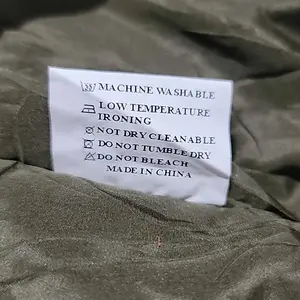 MACHINE WASHABLE
LOW TEMPERATURE
IRONING
NOT DRY CLEANABLE
DO NOT TUMBLE DRY
DO NOT BLEACH
MADE IN CHINA